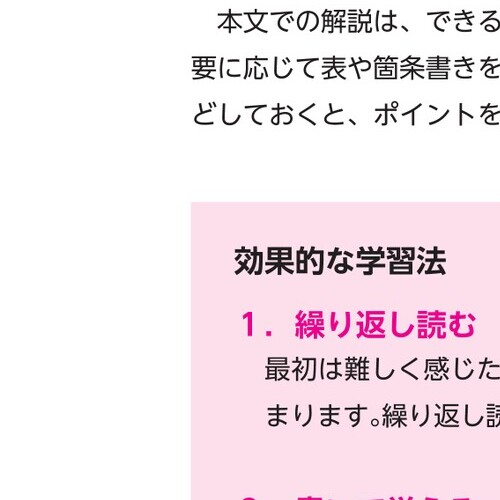 本文での解説は、できる
要に応じて表や箇条書きを
どしておくと、ポイントを
効果的な学習法
1．繰り返し読む
最初は難しく感じた
まります。繰り返し読